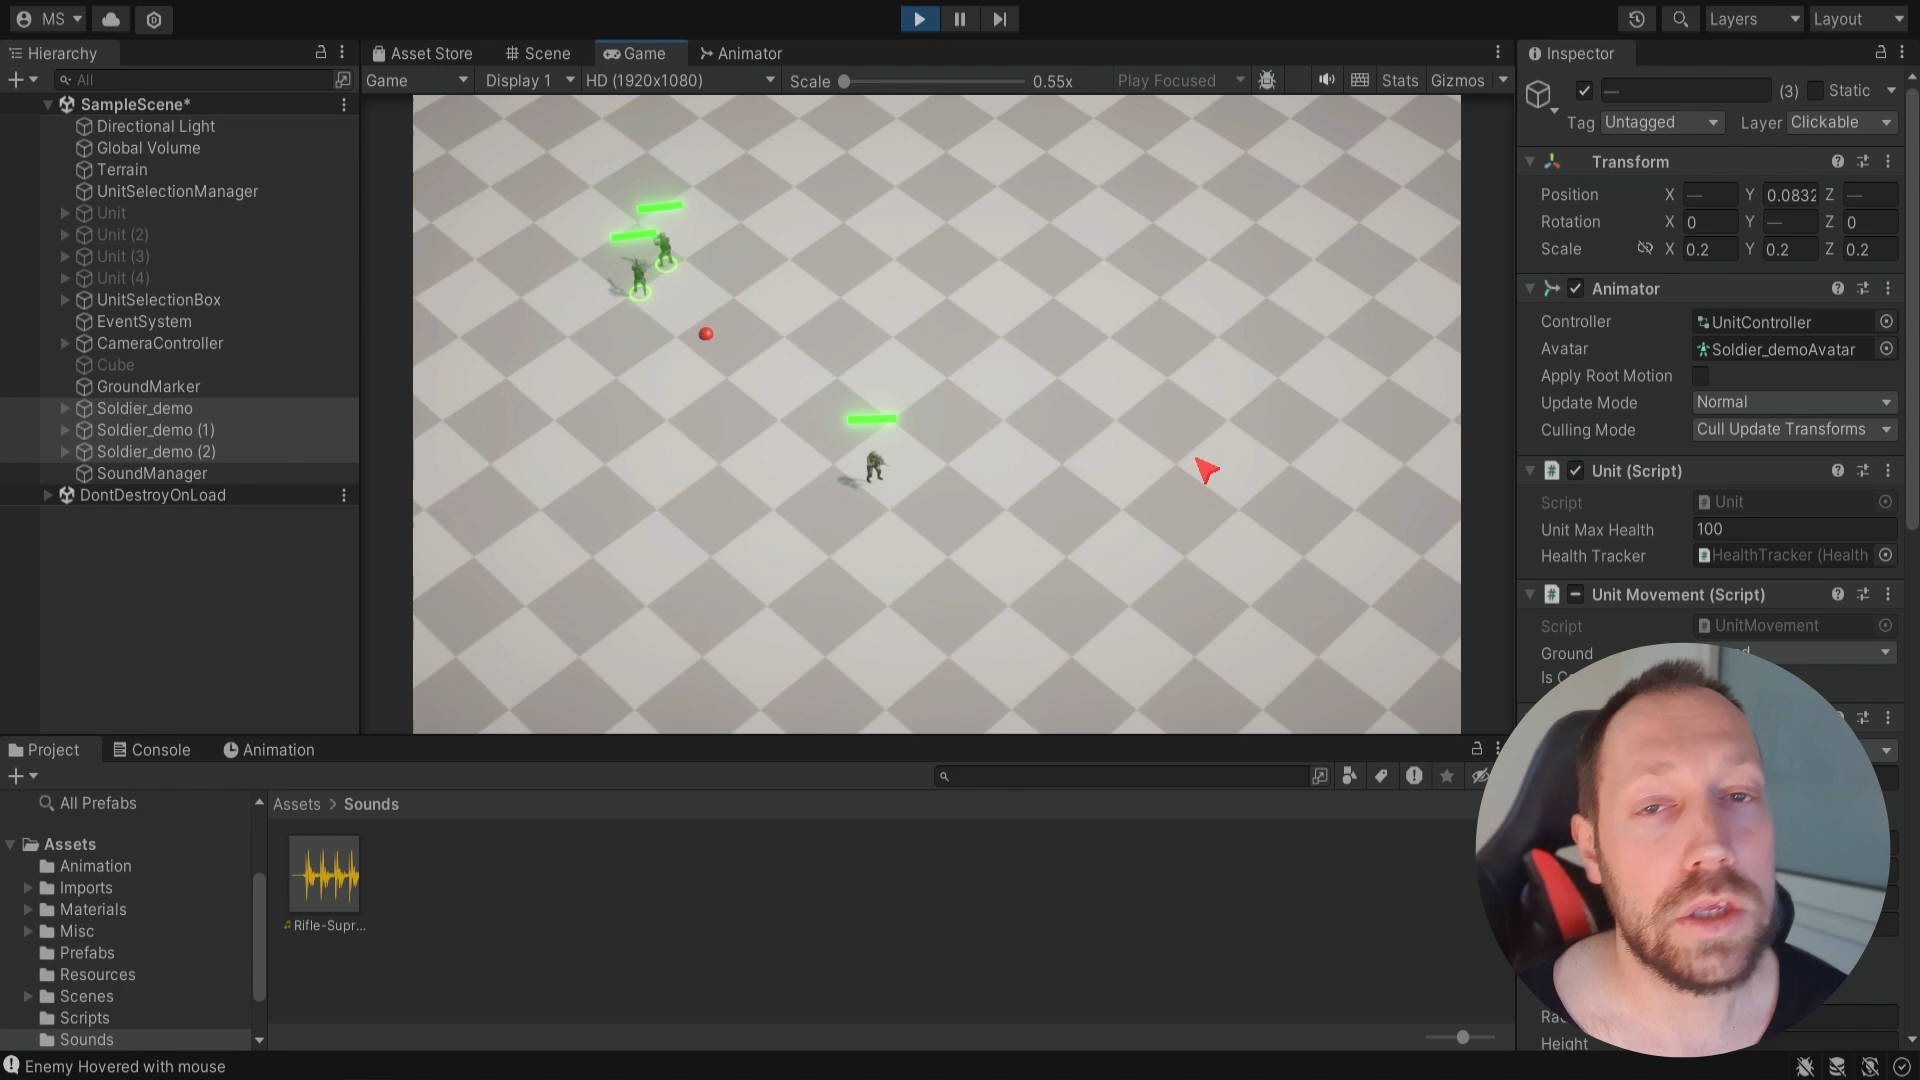 MS
Layers
Layout
Hierarchy
All
SampleScene*
Directional Light
Global Volume
Terrain
UnitSelectionManager
Unit
Unit (2)
Unit (3)
Unit (4)
UnitSelectionBox
EventSystem
CameraController
Cube
GroundMarker
Soldier_demo
Soldier_demo (1)
Soldier_demo (2)
SoundManager
DontDestroyOnLoad
Asset Store
Scene
Game
Animator
Game
Display 1
HD (1920x1080)
Scale
0.55x
Play Focused
Stats
Gizmos
Inspector
—
(3)
Static
Tag
Untagged
Layer
Clickable
Transform
Position X — Y 0.0832 Z —
Rotation X 0 Y — Z 0
Scale X 0.2 Y 0.2 Z 0.2
Animator
Controller
UnitController
Avatar
Soldier_demoAvatar
Apply Root Motion
Update Mode
Normal
Culling Mode
Cull Update Transforms
Unit (Script)
Script
Unit
Unit Max Health
100
Health Tracker
HealthTracker (Health
Unit Movement (Script)
Script
UnitMovement
Ground
Height
Project
Console
Animation
All Prefabs
Assets
Animation
Imports
Materials
Misc
Prefabs
Resources
Scenes
Scripts
Sounds
Assets > Sounds
Rifle-Supr...
Enemy Hovered with mouse